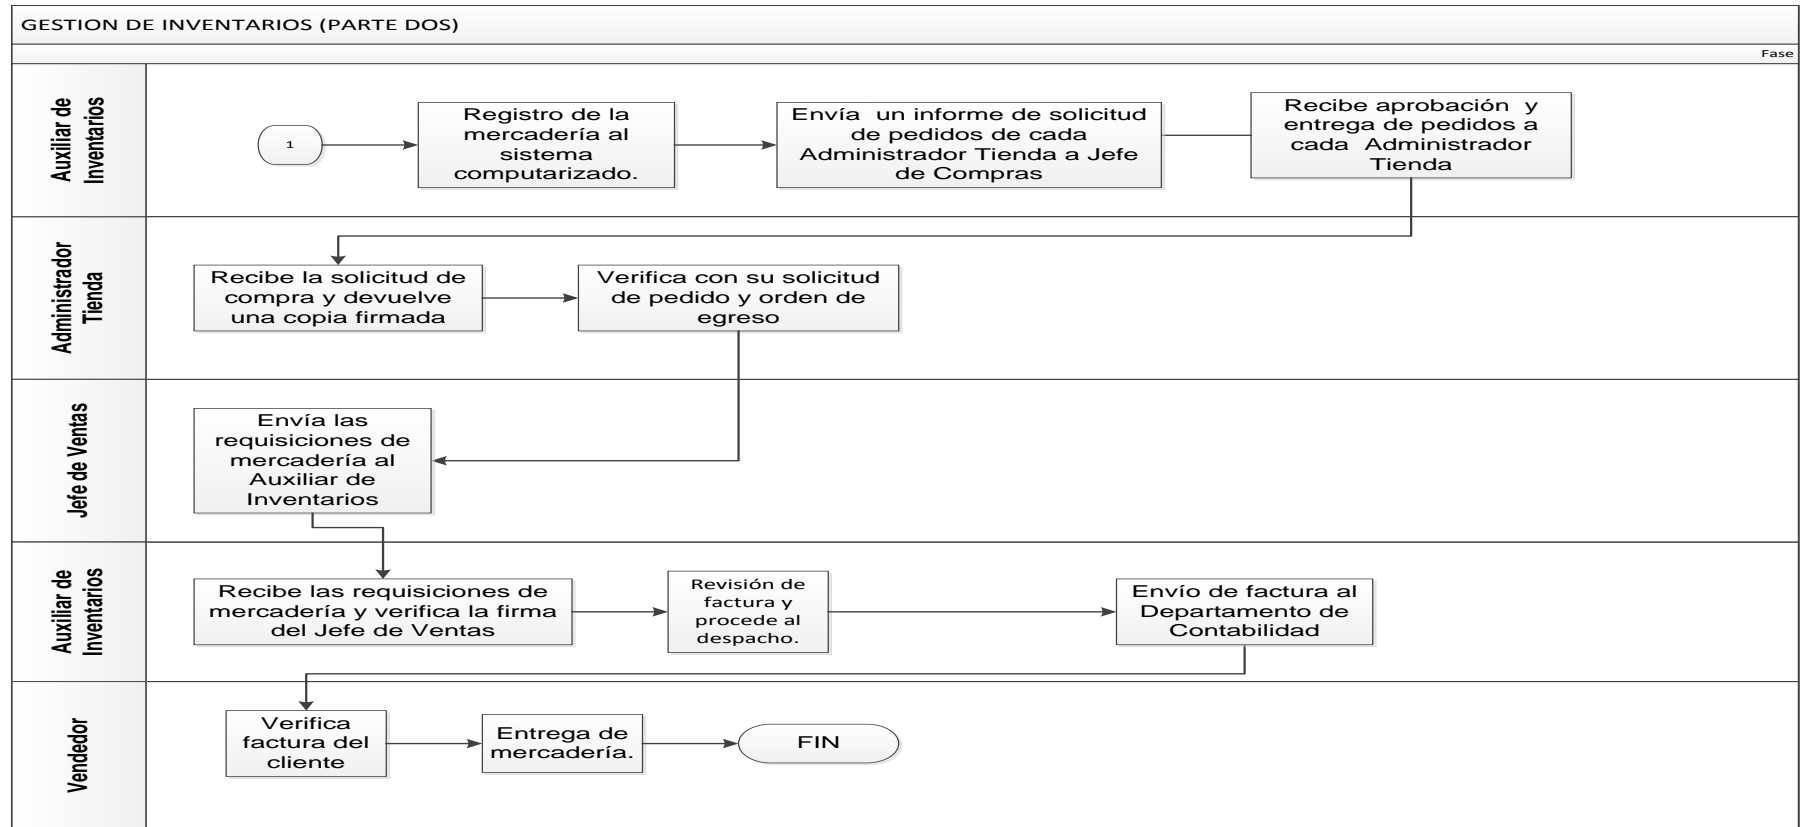 GESTION DE INVENTARIOS (PARTE DOS)
Fase
Auxiliar de
Inventarios
1
Registro de la
mercadería al
sistema
computarizado.
Envía un informe de solicitud
de pedidos de cada
Administrador Tienda a Jefe
de Compras
Recibe aprobación y
entrega de pedidos a
cada Administrador
Tienda
Administrador
Tienda
Recibe la solicitud de
compra y devuelve
una copia firmada
Verifica con su solicitud
de pedido y orden de
egreso
Jefe de Ventas
Envía las
requisiciones de
mercadería al
Auxiliar de
Inventarios
Auxiliar de
Inventarios
Recibe las requisiciones de
mercadería y verifica la firma
del Jefe de Ventas
Revisión de
factura y
procede al
despacho.
Envío de factura al
Departamento de
Contabilidad
Vendedor
Verifica
factura del
cliente
Entrega de
mercadería.
FIN